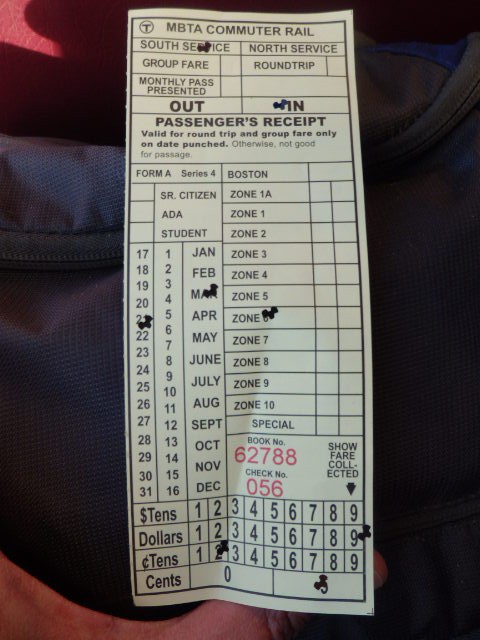 T MBTA COMMUTER RAIL
SOUTH SERVICE NORTH SERVICE
GROUP FARE ROUNDTRIP
MONTHLY PASS
PRESENTED
OUT IN
PASSENGER'S RECEIPT
Valid for round trip and group fare only
on date punched. Otherwise, not good
for passage.
FORM A Series 4 BOSTON
SR. CITIZEN ZONE 1A
ADA ZONE 1
STUDENT ZONE 2
17 1 JAN ZONE 3
18 2 FEB ZONE 4
19 3 MAR ZONE 5
20 4 APR ZONE 6
21 5 MAY ZONE 7
22 6 JUNE ZONE 8
23 7 JULY ZONE 9
24 8 AUG ZONE 10
25 9 SEPT SPECIAL
26 10 OCT BOOK No.
27 11 NOV 62788
28 12 DEC CHECK No.
29 13 056
30 14 SHOW
31 15 FARE
16 COLL-
ECTED
$Tens 1 2 3 4 5 6 7 8 9
Dollars 1 2 3 4 5 6 7 8 9
¢Tens 1 2 3 4 5 6 7 8 9
Cents 0 5